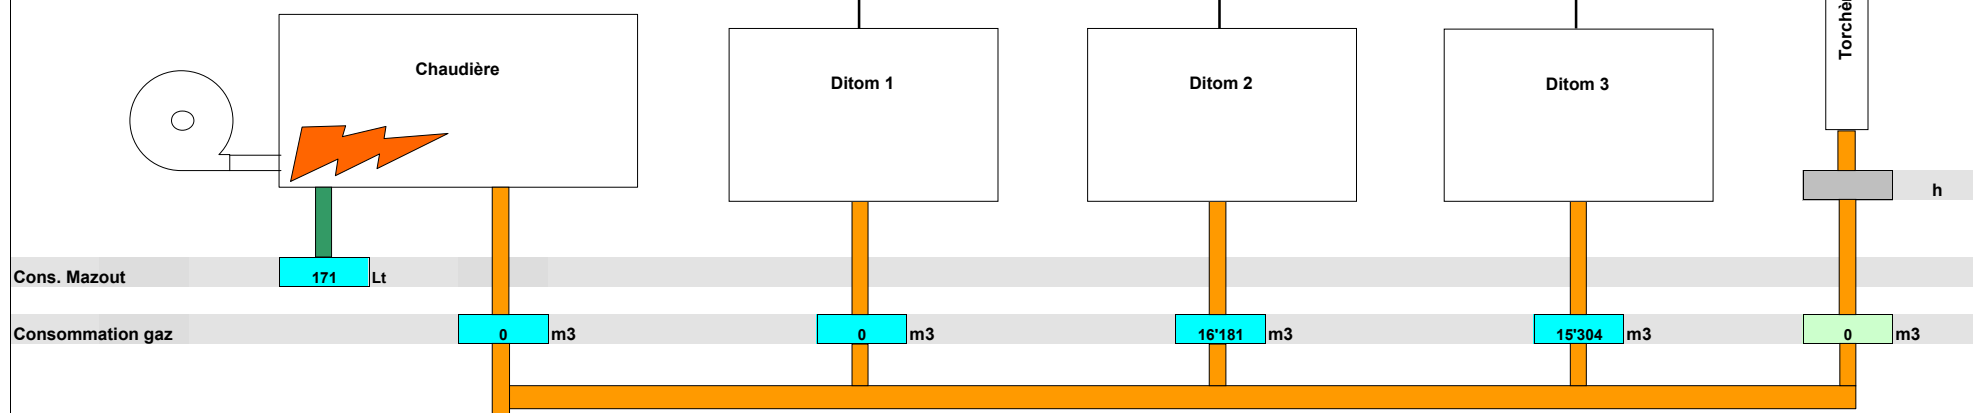 Torchèr
Chaudière
Ditom 1
Ditom 2
Ditom 3
h
Cons. Mazout 171 Lt
Consommation gaz 0 m3 0 m3 16'181 m3 15'304 m3 0 m3